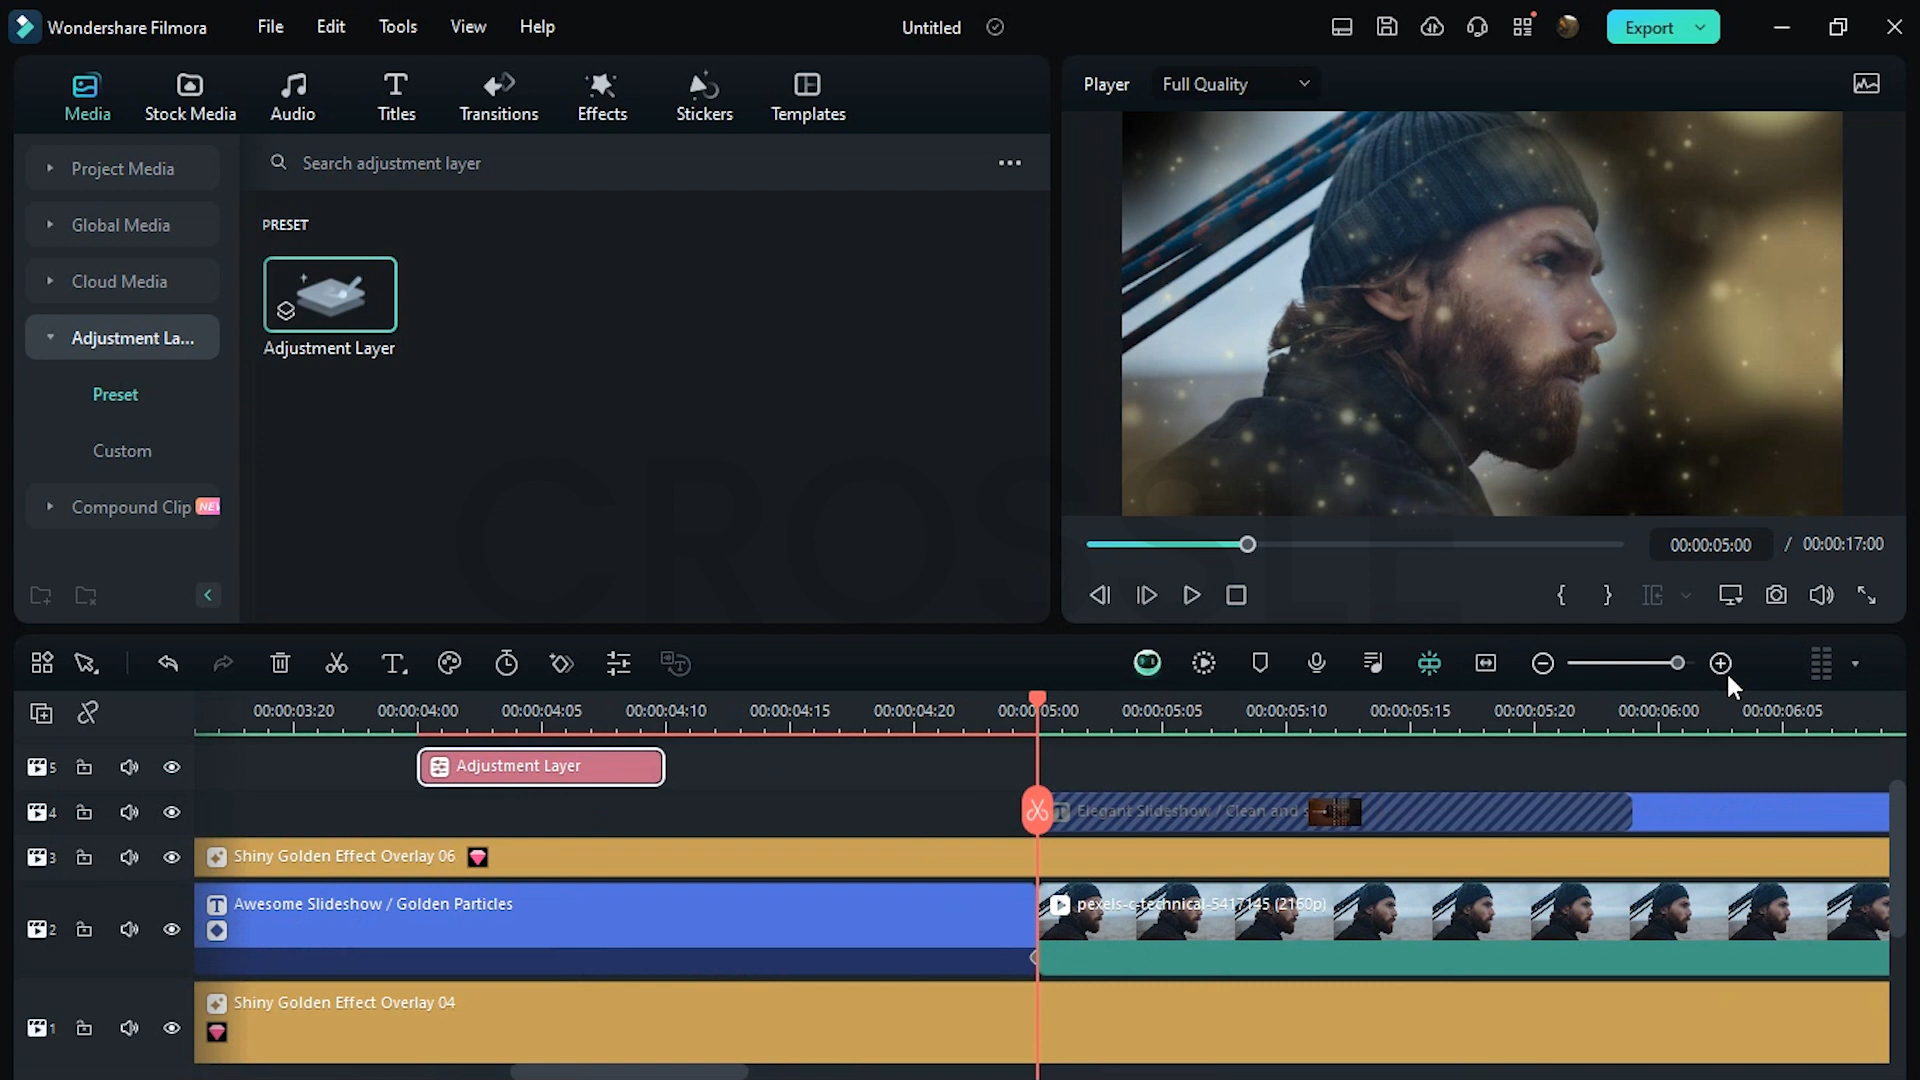 Wondershare Filmora
File Edit Tools View Help
Untitled
Export
Media Stock Media Audio Titles Transitions Effects Stickers Templates
Player Full Quality
Project Media
Global Media
Cloud Media
Adjustment La...
Preset
Custom
Compound Clip NEW
Search adjustment layer
PRESET
Adjustment Layer
00:00:05:00 / 00:00:17:00
00:00:03:20 00:00:04:00 00:00:04:05 00:00:04:10 00:00:04:15 00:00:04:20 00:00:05:00 00:00:05:05 00:00:05:10 00:00:05:15 00:00:05:20 00:00:06:00 00:00:06:05
5 Adjustment Layer
4 Elegant Slideshow / Clean and s
3 Shiny Golden Effect Overlay 06
2 Awesome Slideshow / Golden Particles
pexels-c-technical-5417145 (2160p)
1 Shiny Golden Effect Overlay 04